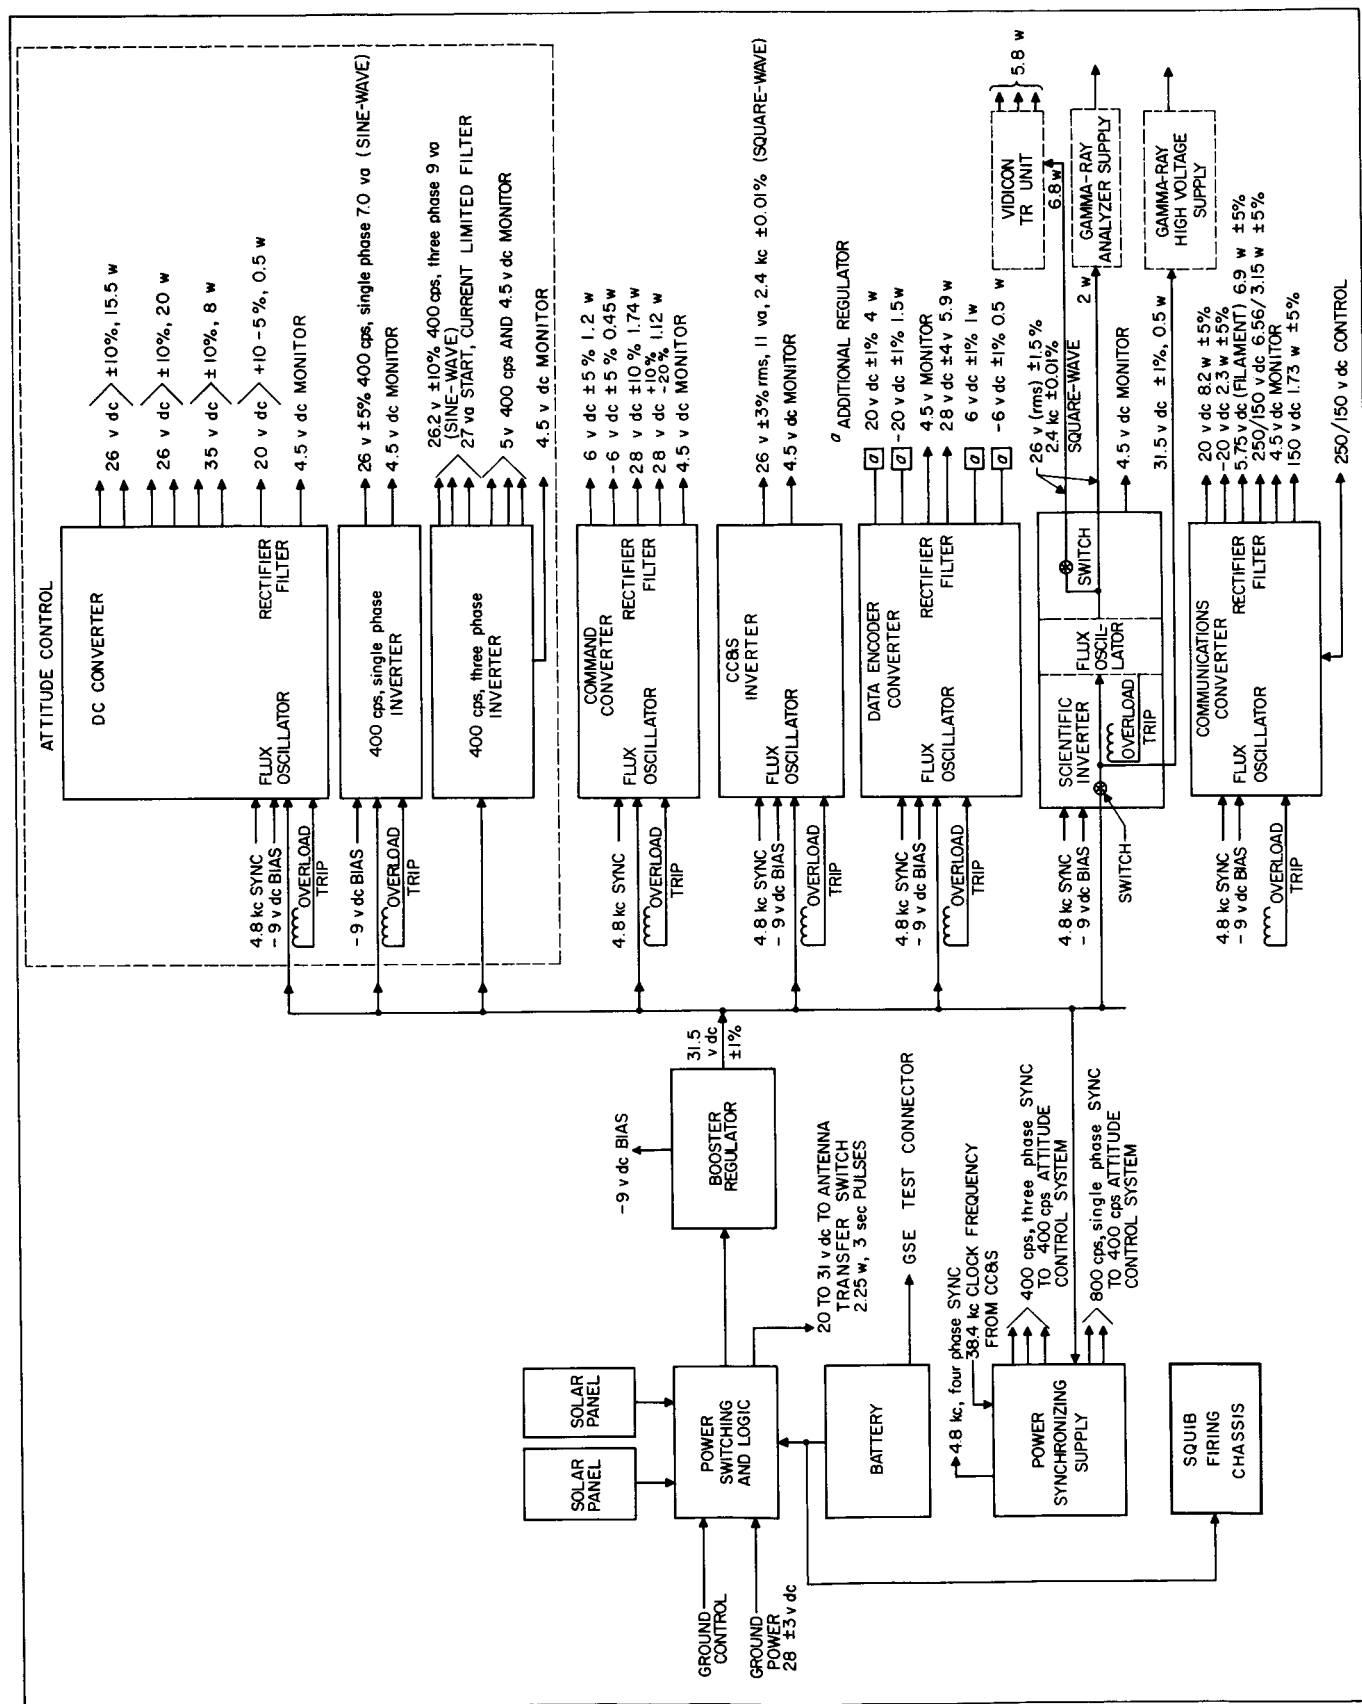 ATTITUDE CONTROL
DC CONVERTER
FLUX
OSCILLATOR
RECTIFIER
FILTER
4.8 kc SYNC
- 9 v dc BIAS
OVERLOAD
TRIP
26 v dc ±10%, 15.5 w
26 v dc ±10%, 20 w
35 v dc ±10%, 8 w
20 v dc +10 -5%, 0.5 w
4.5 v dc MONITOR
400 cps, single phase
INVERTER
- 9 v dc BIAS
OVERLOAD
TRIP
26 v ±5% 400 cps, single phase 7.0 va (SINE-WAVE)
4.5 v dc MONITOR
400 cps, three phase
INVERTER
26.2 v ±10% 400 cps, three phase 9 va
(SINE-WAVE)
27 va START, CURRENT LIMITED FILTER
5 v 400 cps AND 4.5 v dc MONITOR
4.5 v dc MONITOR
COMMAND
CONVERTER
FLUX
OSCILLATOR
RECTIFIER
FILTER
4.8 kc SYNC
OVERLOAD
TRIP
6 v dc ±5% 1.2 w
-6 v dc ±5% 0.45 w
28 v dc ±10% 1.74 w
28 v dc +10% -20% 1.12 w
4.5 v dc MONITOR
CC&S
INVERTER
FLUX
OSCILLATOR
4.8 kc SYNC
- 9 v dc BIAS
OVERLOAD
TRIP
26 v ±3% rms, 11 va, 2.4 kc ±0.01% (SQUARE-WAVE)
4.5 v dc MONITOR
DATA ENCODER
CONVERTER
FLUX
OSCILLATOR
RECTIFIER
FILTER
4.8 kc SYNC
- 9 v dc BIAS
OVERLOAD
TRIP
a ADDITIONAL REGULATOR
a 20 v dc ±1% 4 w
a -20 v dc ±1% 1.5 w
4.5 v MONITOR
28 v dc ±4 v 5.9 w
a 6 v dc ±1% 1 w
a -6 v dc ±1% 0.5 w
SCIENTIFIC
INVERTER
FLUX
OSCIL-
LATOR
SWITCH
OVERLOAD
TRIP
4.8 kc SYNC
- 9 v dc BIAS
SWITCH
26 v (rms) ±1.5%
2.4 kc ±0.01%
SQUARE-WAVE
4.5 v dc MONITOR
31.5 v dc ±1%, 0.5 w
6.8 w
2 w
VIDICON
TR UNIT
5.8 w
GAMMA-RAY
ANALYZER SUPPLY
GAMMA-RAY
HIGH VOLTAGE
SUPPLY
COMMUNICATIONS
CONVERTER
FLUX
OSCILLATOR
RECTIFIER
FILTER
4.8 kc SYNC
- 9 v dc BIAS
OVERLOAD
TRIP
20 v dc 8.2 w ±5%
-20 v dc 2.3 w ±5%
5.75 v dc (FILAMENT) 6.9 w ±5%
250/150 v dc 6.56/3.15 w ±5%
4.5 v dc MONITOR
150 v dc 1.73 w ±5%
250/150 v dc CONTROL
31.5
v dc
±1%
- 9 v dc BIAS
BOOSTER
REGULATOR
20 TO 31 v dc TO ANTENNA
TRANSFER SWITCH
2.25 w, 3 sec PULSES
GSE TEST CONNECTOR
SOLAR
PANEL
SOLAR
PANEL
POWER
SWITCHING
AND LOGIC
GROUND
CONTROL
GROUND
POWER
28 ±3 v dc
BATTERY
4.8 kc, four phase SYNC
38.4 kc CLOCK FREQUENCY
FROM CC&S
400 cps, three phase SYNC
TO 400 cps ATTITUDE
CONTROL SYSTEM
800 cps, single phase SYNC
TO 400 cps ATTITUDE
CONTROL SYSTEM
POWER
SYNCHRONIZING
SUPPLY
SQUIB
FIRING
CHASSIS